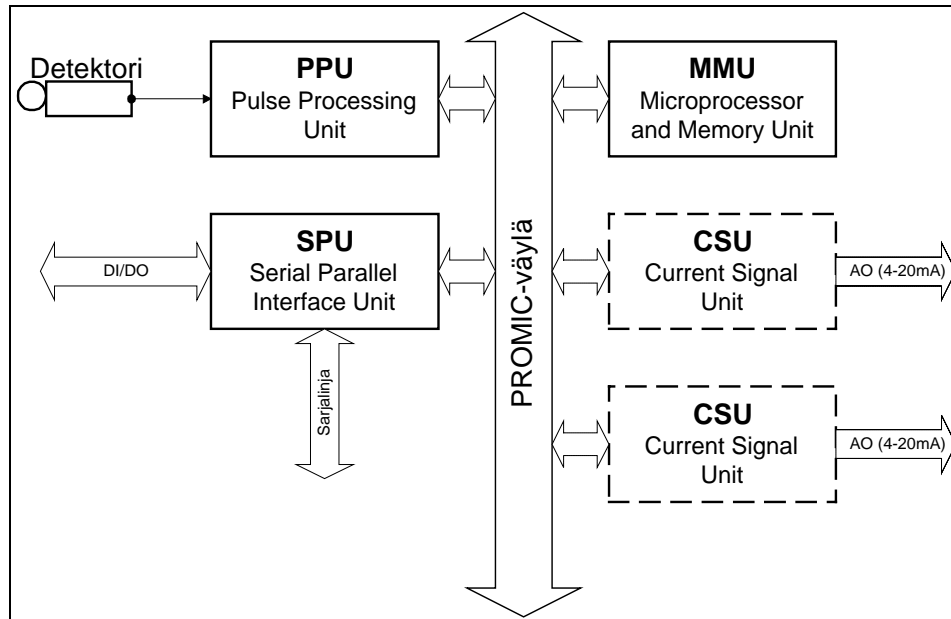 Detektori
PPU
Pulse Processing
Unit
MMU
Microprocessor
and Memory Unit
PROMIC-väylä
DI/DO
SPU
Serial Parallel
Interface Unit
CSU
Current Signal
Unit
AO (4-20mA)
Sarjalinja
CSU
Current Signal
Unit
AO (4-20mA)